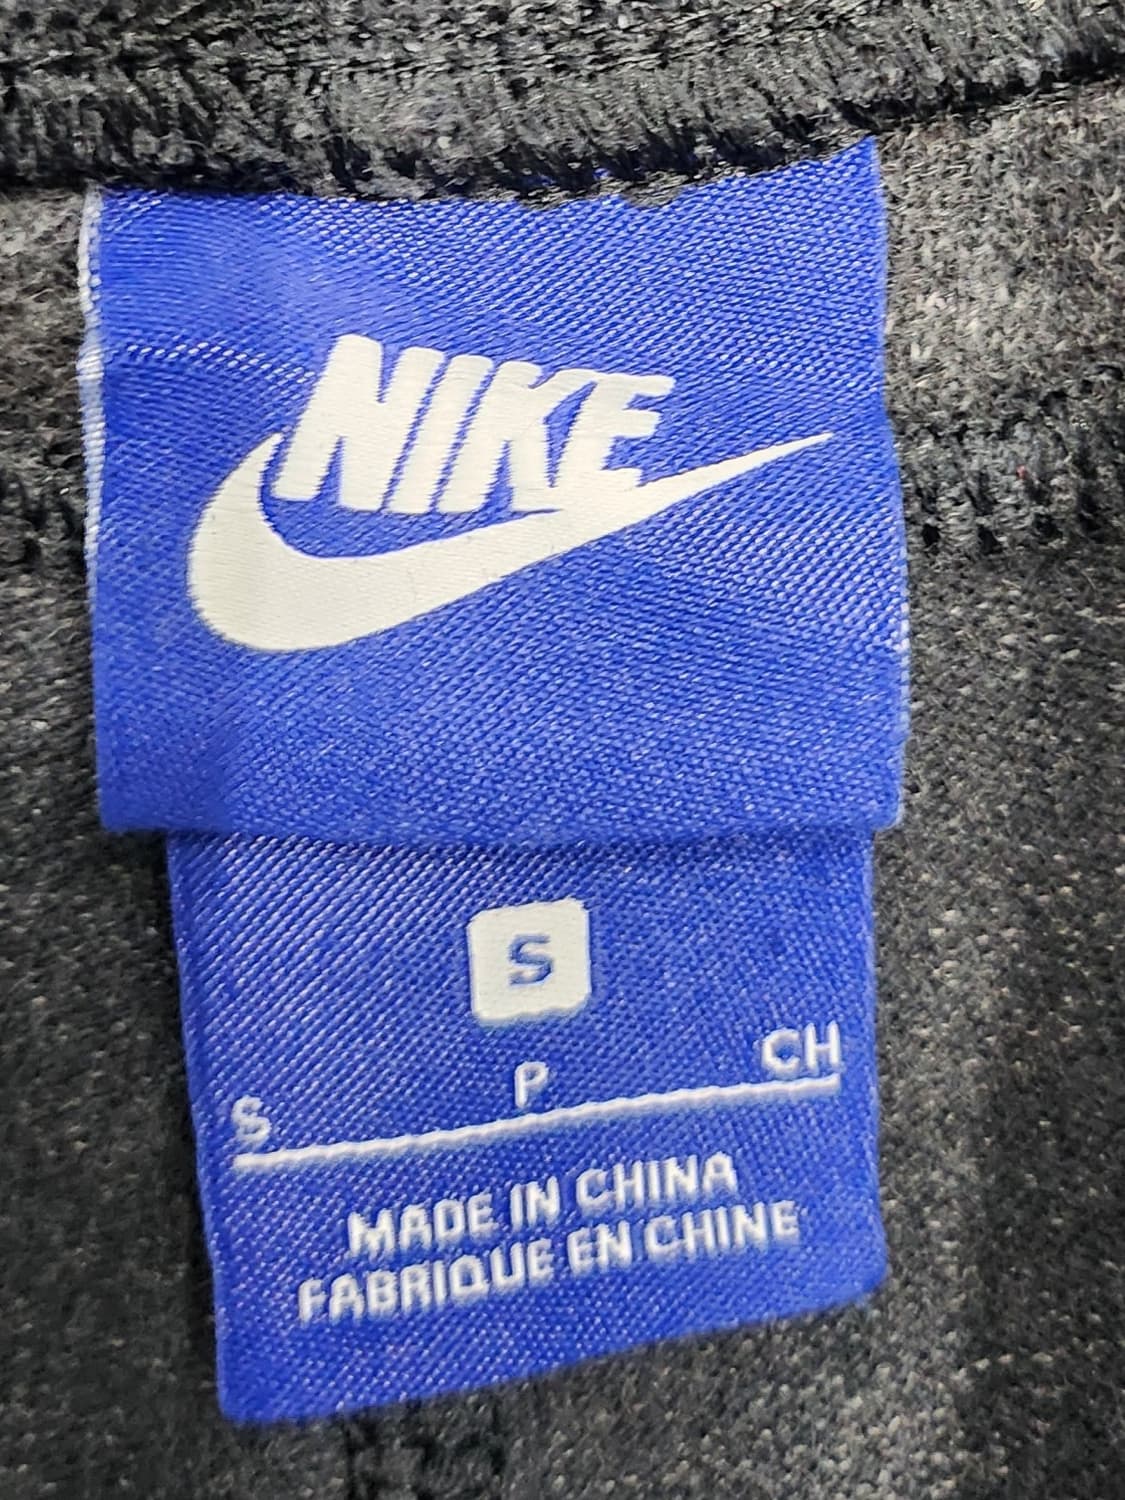 NIKE
S
S P CH
MADE IN CHINA
FABRIQUE EN CHINE